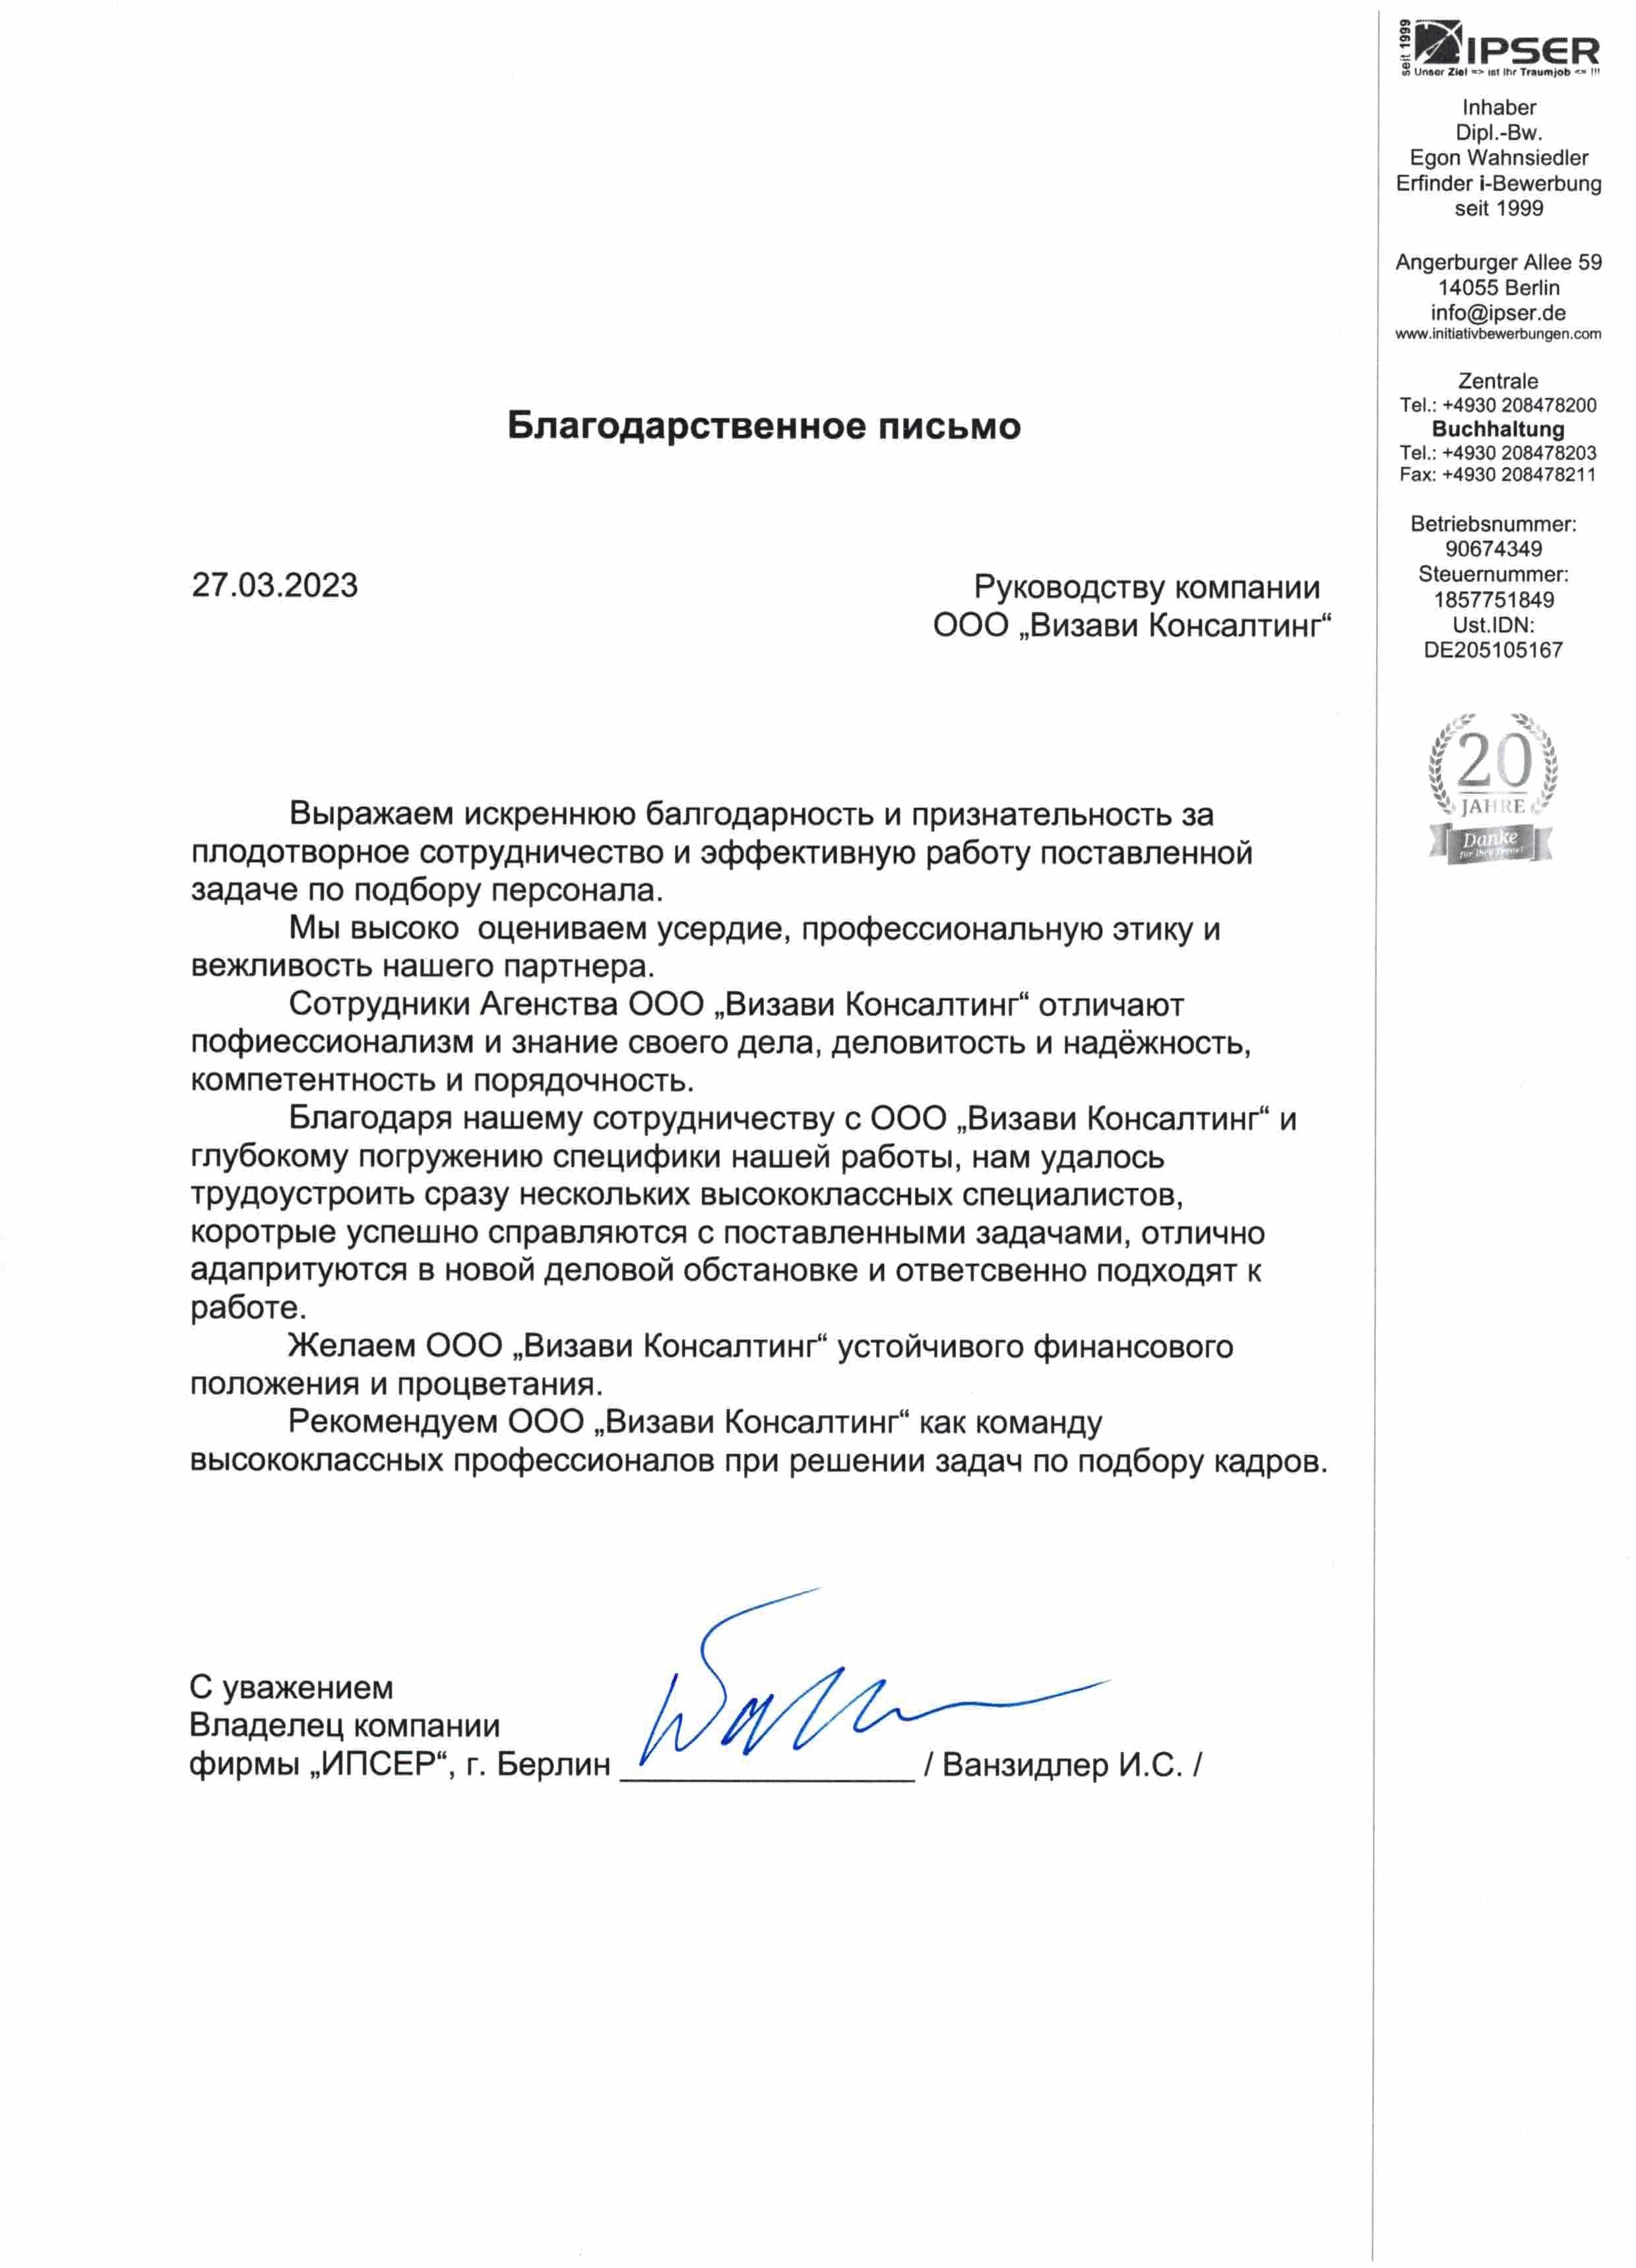 seit 1999
IPSER
Unser Ziel => ist Ihr Traumjob <= !!!
Inhaber
Dipl.-Bw.
Egon Wahnsiedler
Erfinder i-Bewerbung
seit 1999
Angerburger Allee 59
14055 Berlin
info@ipser.de
www.initiativbewerbungen.com
Zentrale
Tel.: +4930 208478200
Buchhaltung
Tel.: +4930 208478203
Fax: +4930 208478211
Betriebsnummer:
90674349
Steuernummer:
1857751849
Ust.IDN:
DE205105167
20
JAHRE
Danke
Благодарственное письмо
27.03.2023
Руководству компании
ООО „Визави Консалтинг“
Выражаем искреннюю балгодарность и признательность за
плодотворное сотрудничество и эффективную работу поставленной
задаче по подбору персонала.
Мы высоко  оцениваем усердие, профессиональную этику и
вежливость нашего партнера.
Сотрудники Агенства ООО „Визави Консалтинг“ отличают
пофиессионализм и знание своего дела, деловитость и надёжность,
компетентность и порядочность.
Благодаря нашему сотрудничеству с ООО „Визави Консалтинг“ и
глубокому погружению специфики нашей работы, нам удалось
трудоустроить сразу нескольких высококлассных специалистов,
коротрые успешно справляются с поставленными задачами, отлично
адапритуются в новой деловой обстановке и ответсвенно подходят к
работе.
Желаем ООО „Визави Консалтинг“ устойчивого финансового
положения и процветания.
Рекомендуем ООО „Визави Консалтинг“ как команду
высококлассных профессионалов при решении задач по подбору кадров.
С уважением
Владелец компании
фирмы „ИПСЕР“, г. Берлин ________________ / Ванзидлер И.С. /